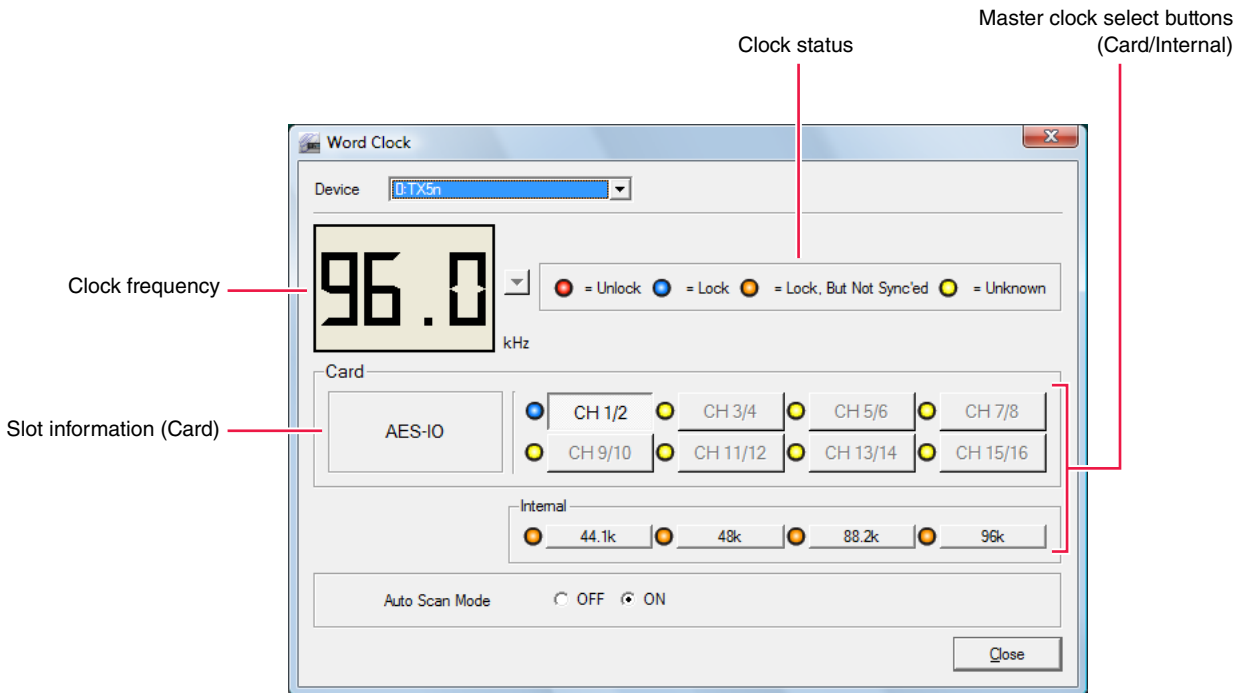 Master clock select buttons
(Card/Internal)
Clock status
Word Clock
Device 0:TX5n
Clock frequency
96.0
kHz
= Unlock = Lock = Lock, But Not Sync'ed = Unknown
Card
Slot information (Card)
AES-IO
CH 1/2 CH 3/4 CH 5/6 CH 7/8
CH 9/10 CH 11/12 CH 13/14 CH 15/16
Internal
44.1k 48k 88.2k 96k
Auto Scan Mode OFF ON
Close